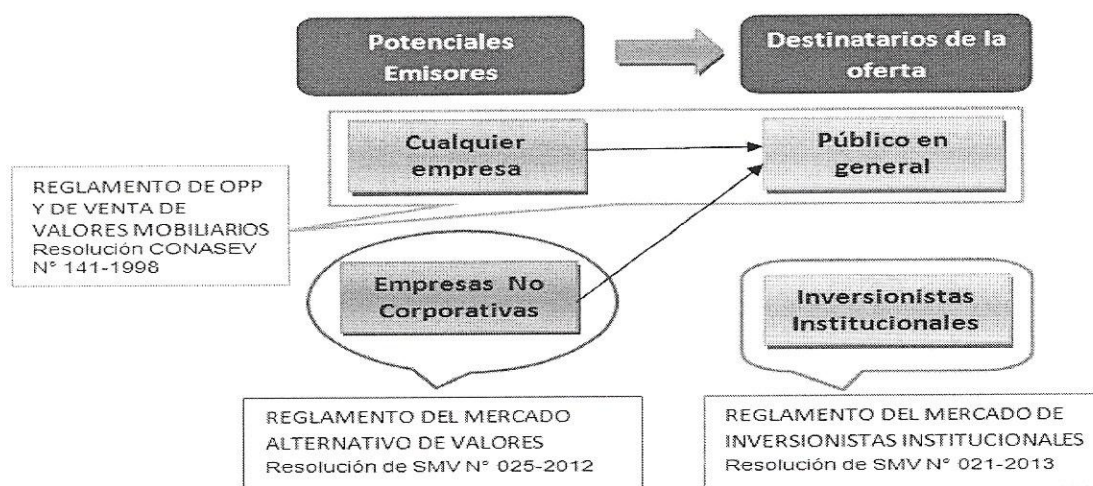 Potenciales
Emisores
Destinatarios de la
oferta
Cualquier
empresa
Público en
general
REGLAMENTO DE OPP
Y DE VENTA DE
VALORES MOBILIARIOS
Resolución CONASEV
N° 141-1998
Empresas No
Corporativas
Inversionistas
Institucionales
REGLAMENTO DEL MERCADO
ALTERNATIVO DE VALORES
Resolución de SMV N° 025-2012
REGLAMENTO DEL MERCADO DE
INVERSIONISTAS INSTITUCIONALES
Resolución de SMV N° 021-2013